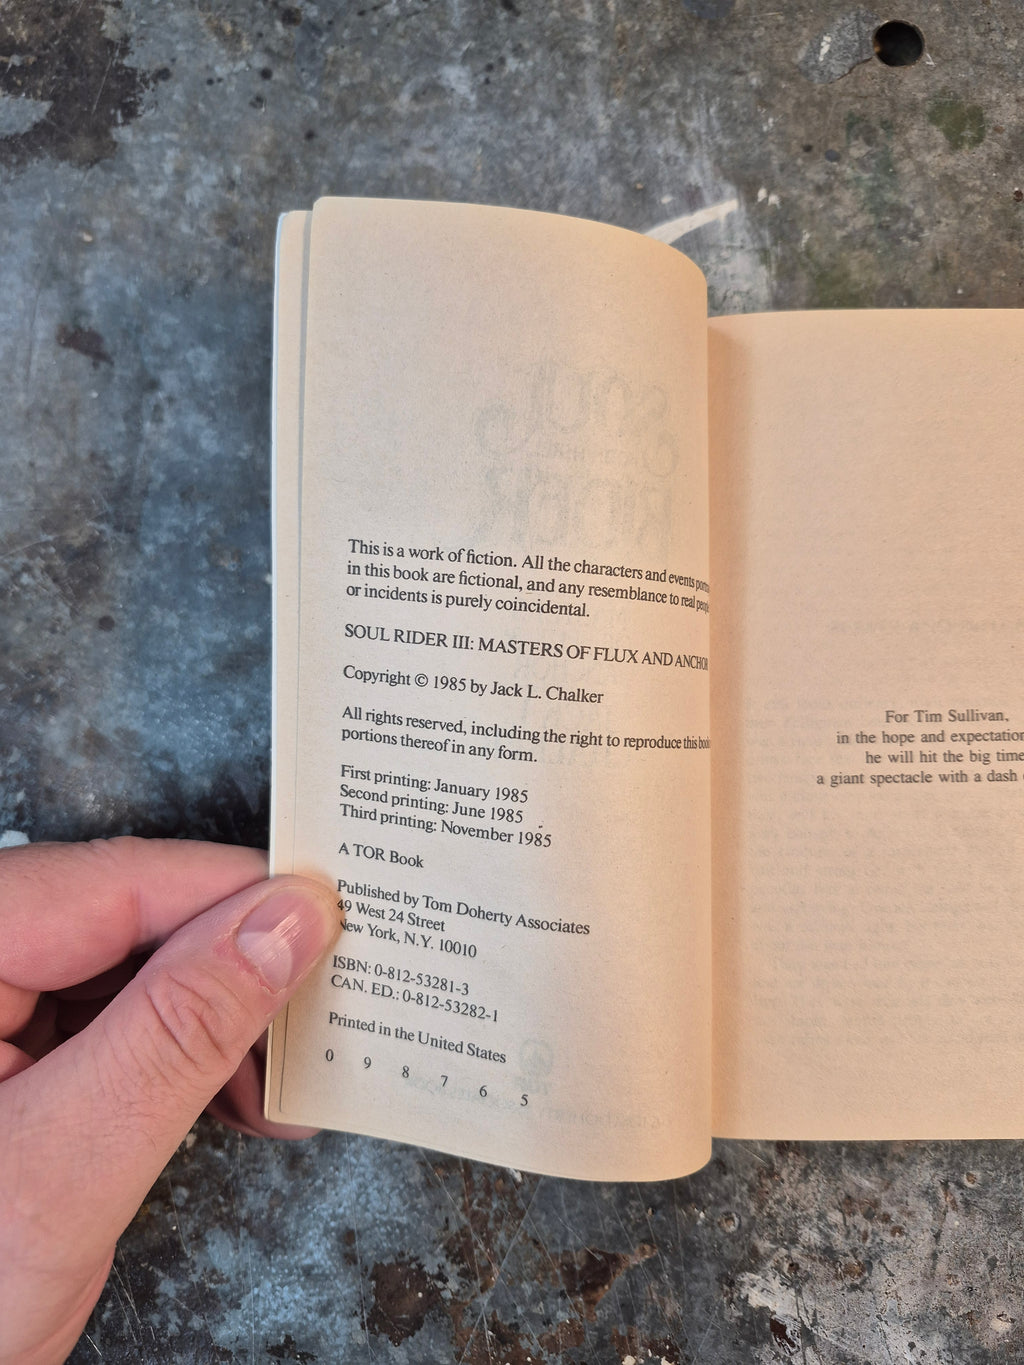 This is a work of fiction. All the characters and events
in this book are fictional, and any resemblance to real
or incidents is purely coincidental.
SOUL RIDER III: MASTERS OF FLUX AND ANCHOR
Copyright © 1985 by Jack L. Chalker
All rights reserved, including the right to reproduce this book
portions thereof in any form.
First printing: January 1985
Second printing: June 1985
Third printing: November 1985
A TOR Book
Published by Tom Doherty Associates
49 West 24 Street
New York, N.Y. 10010
ISBN: 0-812-53281-3
CAN. ED.: 0-812-53282-1
Printed in the United States
0 9 8 7 6 5
For Tim Sullivan,
in the hope and expectation
he will hit the big time
a giant spectacle with a dash